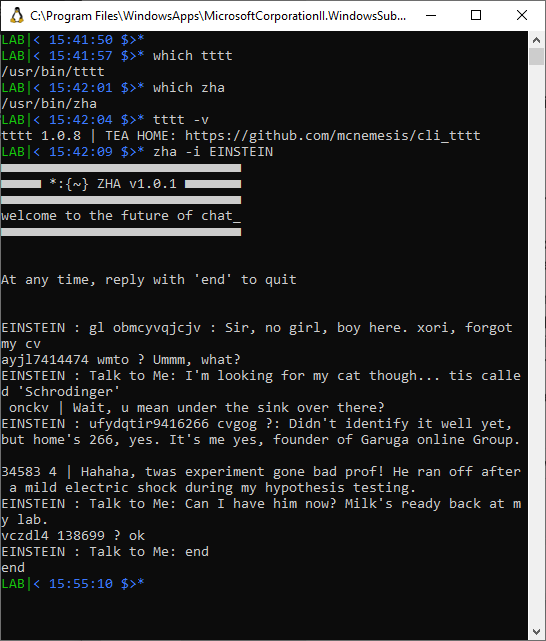 C:\Program Files\WindowsApps\MicrosoftCorporationII.WindowsSub...
LAB|< 15:41:50 $>*
LAB|< 15:41:57 $>* which tttt
/usr/bin/tttt
LAB|< 15:42:01 $>* which zha
/usr/bin/zha
LAB|< 15:42:04 $>* tttt -v
tttt 1.0.8 | TEA HOME: https://github.com/mcnemesis/cli_tttt
LAB|< 15:42:09 $>* zha -i EINSTEIN
*:{~} ZHA v1.0.1
welcome to the future of chat_
At any time, reply with 'end' to quit
EINSTEIN : gl obmcyvqjcjv : Sir, no girl, boy here. xori, forgot
my cv
ayjl7414474 wmto ? Ummm, what?
EINSTEIN : Talk to Me: I'm looking for my cat though... tis calle
d 'Schrodinger'
onckv | Wait, u mean under the sink over there?
EINSTEIN : ufydqtir9416266 cvgog ?: Didn't identify it well yet,
but home's 266, yes. It's me yes, founder of Garuga online Group.
34583 4 | Hahaha, twas experiment gone bad prof! He ran off after
a mild electric shock during my hypothesis testing.
EINSTEIN : Talk to Me: Can I have him now? Milk's ready back at m
y lab.
vczdl4 138699 ? ok
EINSTEIN : Talk to Me: end
end
LAB|< 15:55:10 $>*